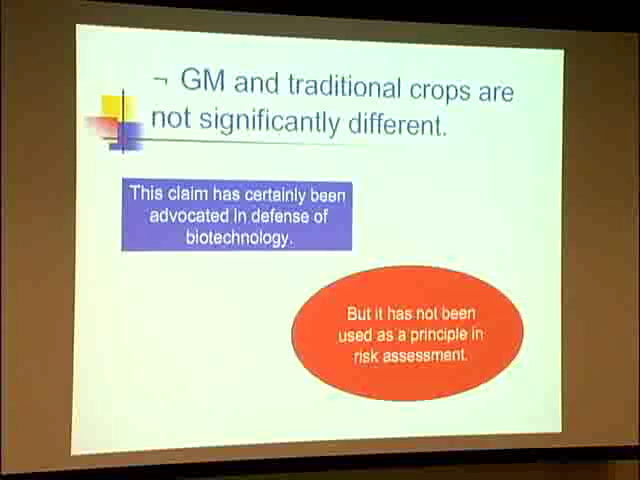 ¬ GM and traditional crops are
not significantly different.
This claim has certainly been
advocated in defense of
biotechnology.
But it has not been
used as a principle in
risk assessment.